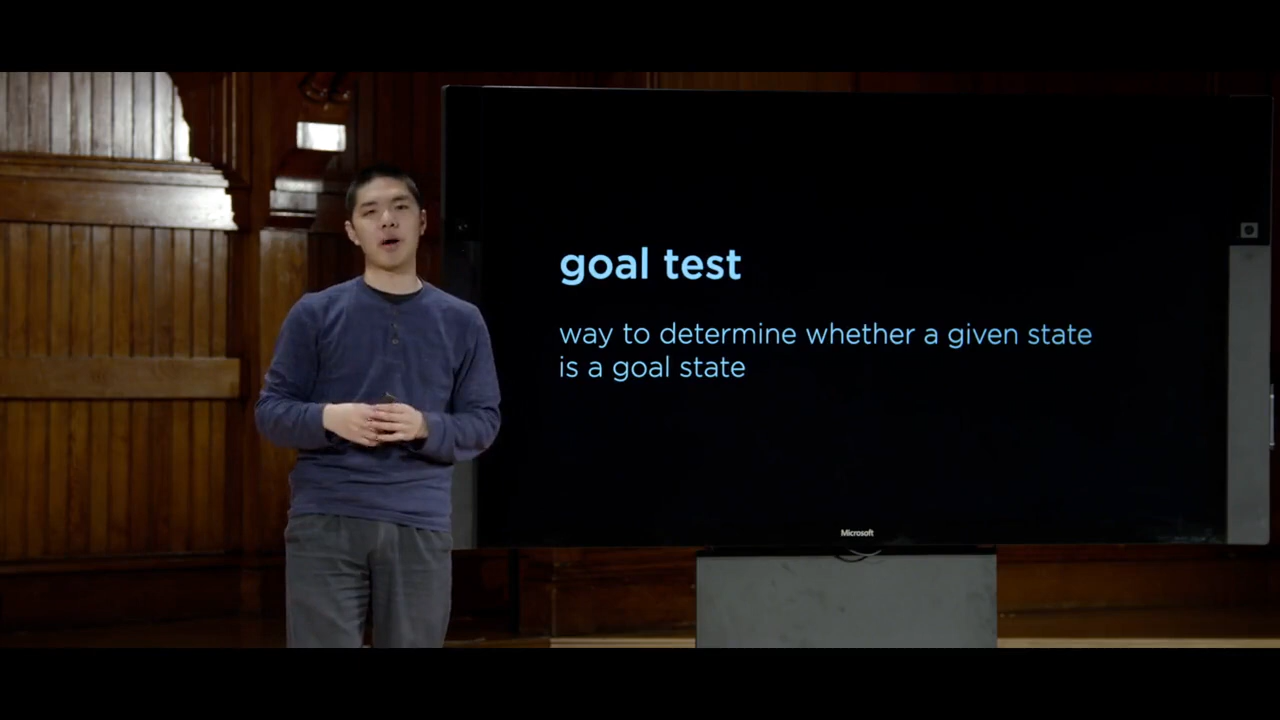 goal test
way to determine whether a given state
is a goal state
Microsoft